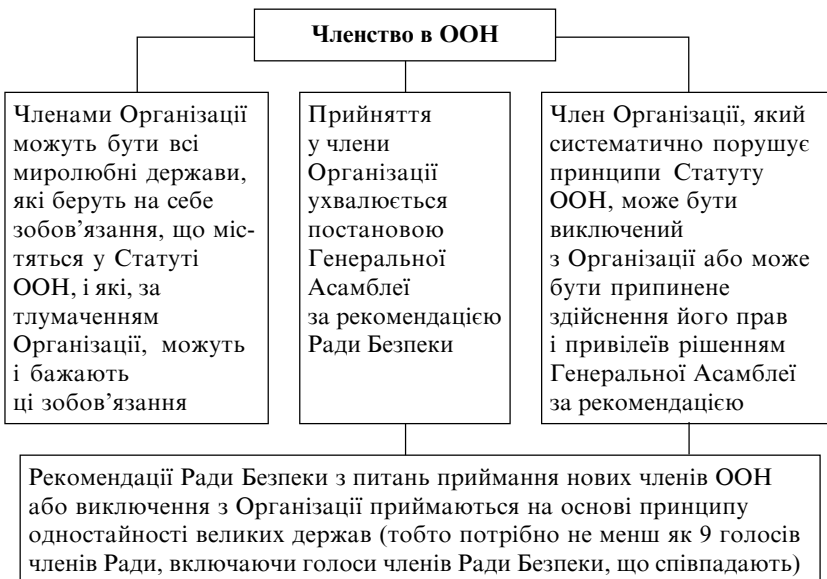 Членство в ООН
Членами Організації
можуть бути всі
миролюбні держави,
які беруть на себе
зобов’язання, що міс-
тяться у Статуті
ООН, і які, за
тлумаченням
Організації, можуть
і бажають
ці зобов’язання
Прийняття
у члени
Організації
ухвалюється
постановою
Генеральної
Асамблеї
за рекомендацією
Ради Безпеки
Член Організації, який
систематично порушує
принципи Статуту
ООН, може бути
виключений
з Організації або може
бути припинене
здійснення його прав
і привілеїв рішенням
Генеральної Асамблеї
за рекомендацією
Рекомендації Ради Безпеки з питань приймання нових членів ООН
або виключення з Організації приймаються на основі принципу
одностайності великих держав (тобто потрібно не менш як 9 голосів
членів Ради, включаючи голоси членів Ради Безпеки, що співпадають)